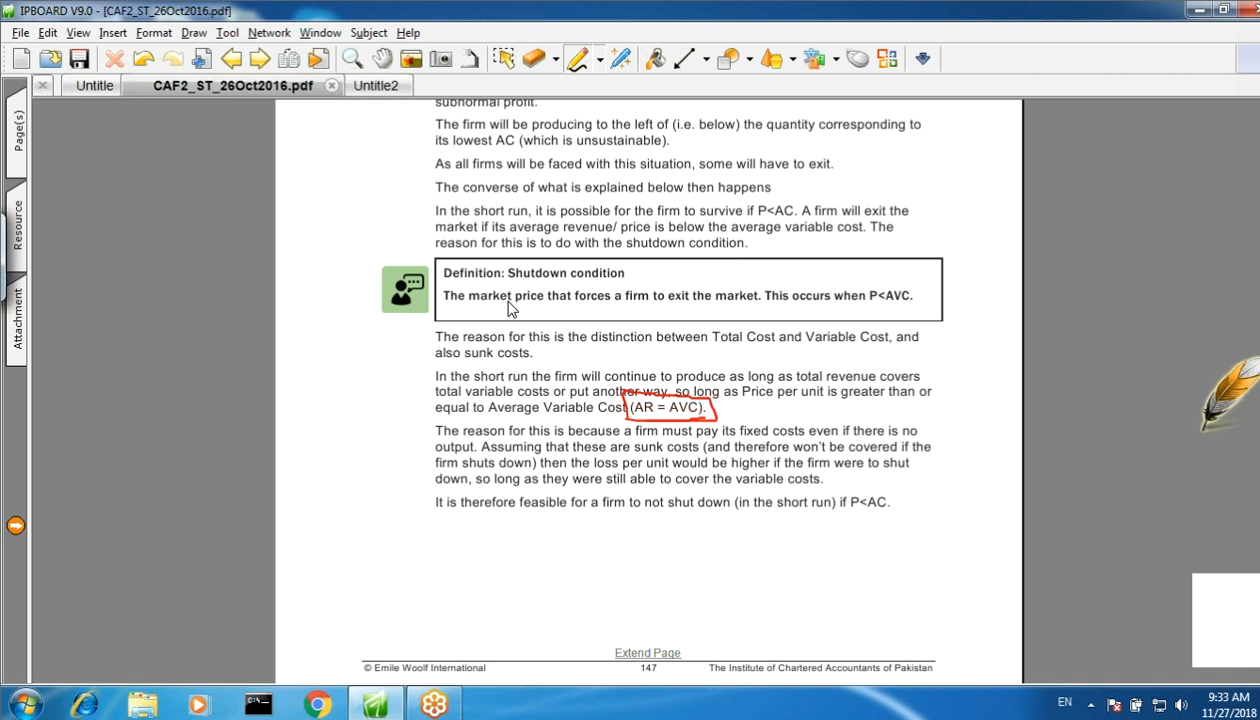 IPBOARD V9.0 - [CAF2_ST_26Oct2016.pdf]
File Edit View Insert Format Draw Tool Network Window Subject Help
Untitle CAF2_ST_26Oct2016.pdf Untitle2
Page(s)
Resource
Attachment
subnormal profit.
The firm will be producing to the left of (i.e. below) the quantity corresponding to
its lowest AC (which is unsustainable).
As all firms will be faced with this situation, some will have to exit.
The converse of what is explained below then happens
In the short run, it is possible for the firm to survive if P<AC. A firm will exit the
market if its average revenue/ price is below the average variable cost. The
reason for this is to do with the shutdown condition.
Definition: Shutdown condition
The market price that forces a firm to exit the market. This occurs when P<AVC.
The reason for this is the distinction between Total Cost and Variable Cost, and
also sunk costs.
In the short run the firm will continue to produce as long as total revenue covers
total variable costs or put another way, so long as Price per unit is greater than or
equal to Average Variable Cost (AR = AVC).
The reason for this is because a firm must pay its fixed costs even if there is no
output. Assuming that these are sunk costs (and therefore won't be covered if the
firm shuts down) then the loss per unit would be higher if the firm were to shut
down, so long as they were still able to cover the variable costs.
It is therefore feasible for a firm to not shut down (in the short run) if P<AC.
Extend Page
© Emile Woolf International 147 The Institute of Chartered Accountants of Pakistan
EN 9:33 AM
11/27/2018